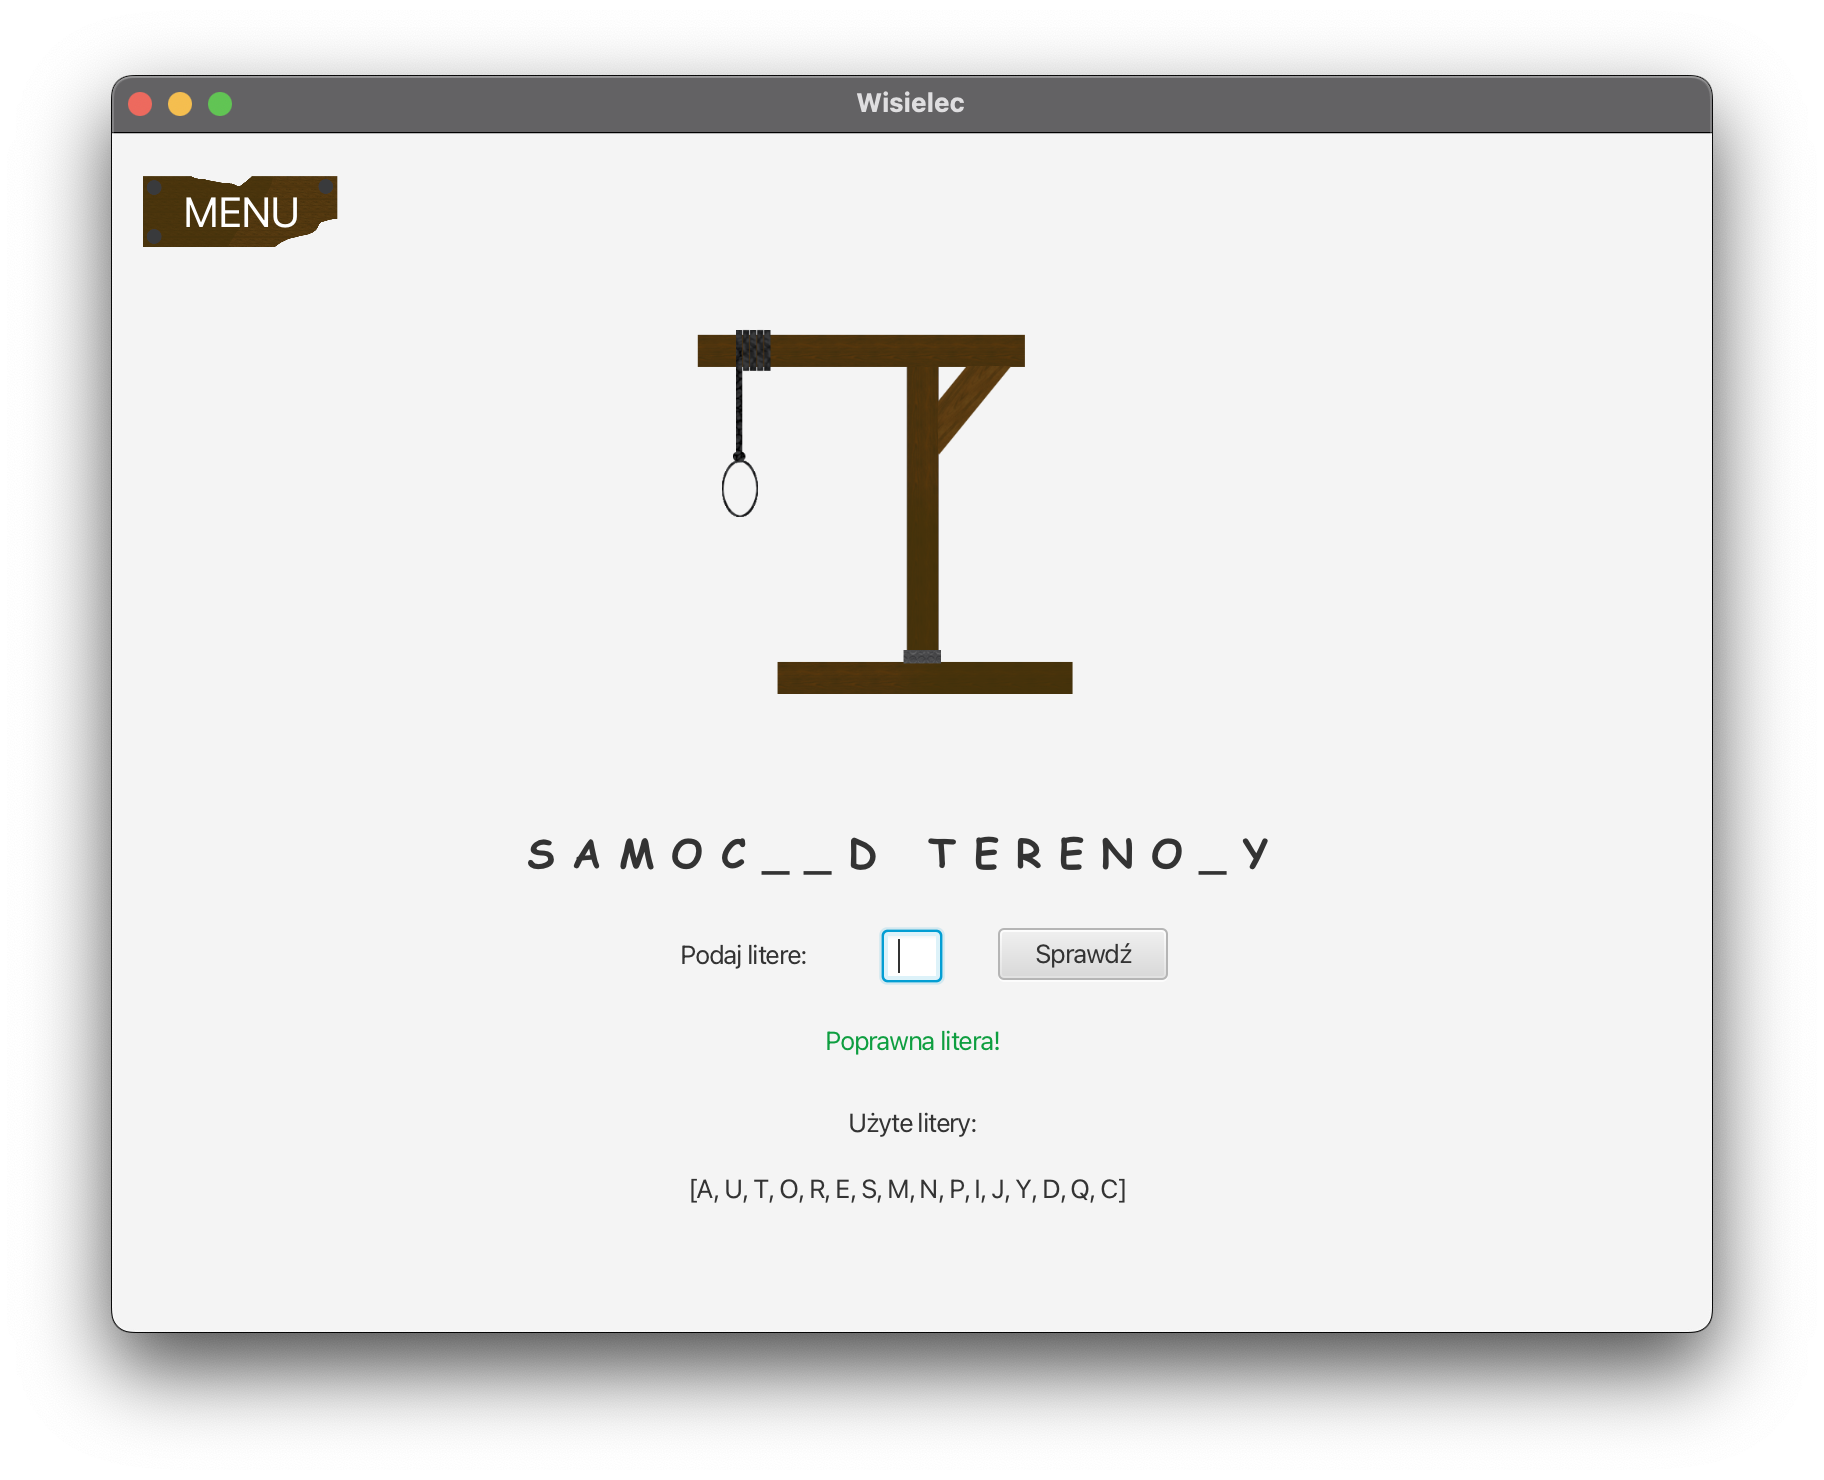 Wisielec
MENU
S A M O C _ _ D T E R E N O _ Y
Podaj litere:
Sprawdź
Poprawna litera!
Użyte litery:
[A, U, T, O, R, E, S, M, N, P, I, J, Y, D, Q, C]